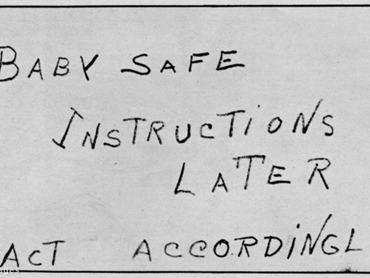 BABY SAFE
INSTRUCTIONS
LATER
ACT ACCORDINGL